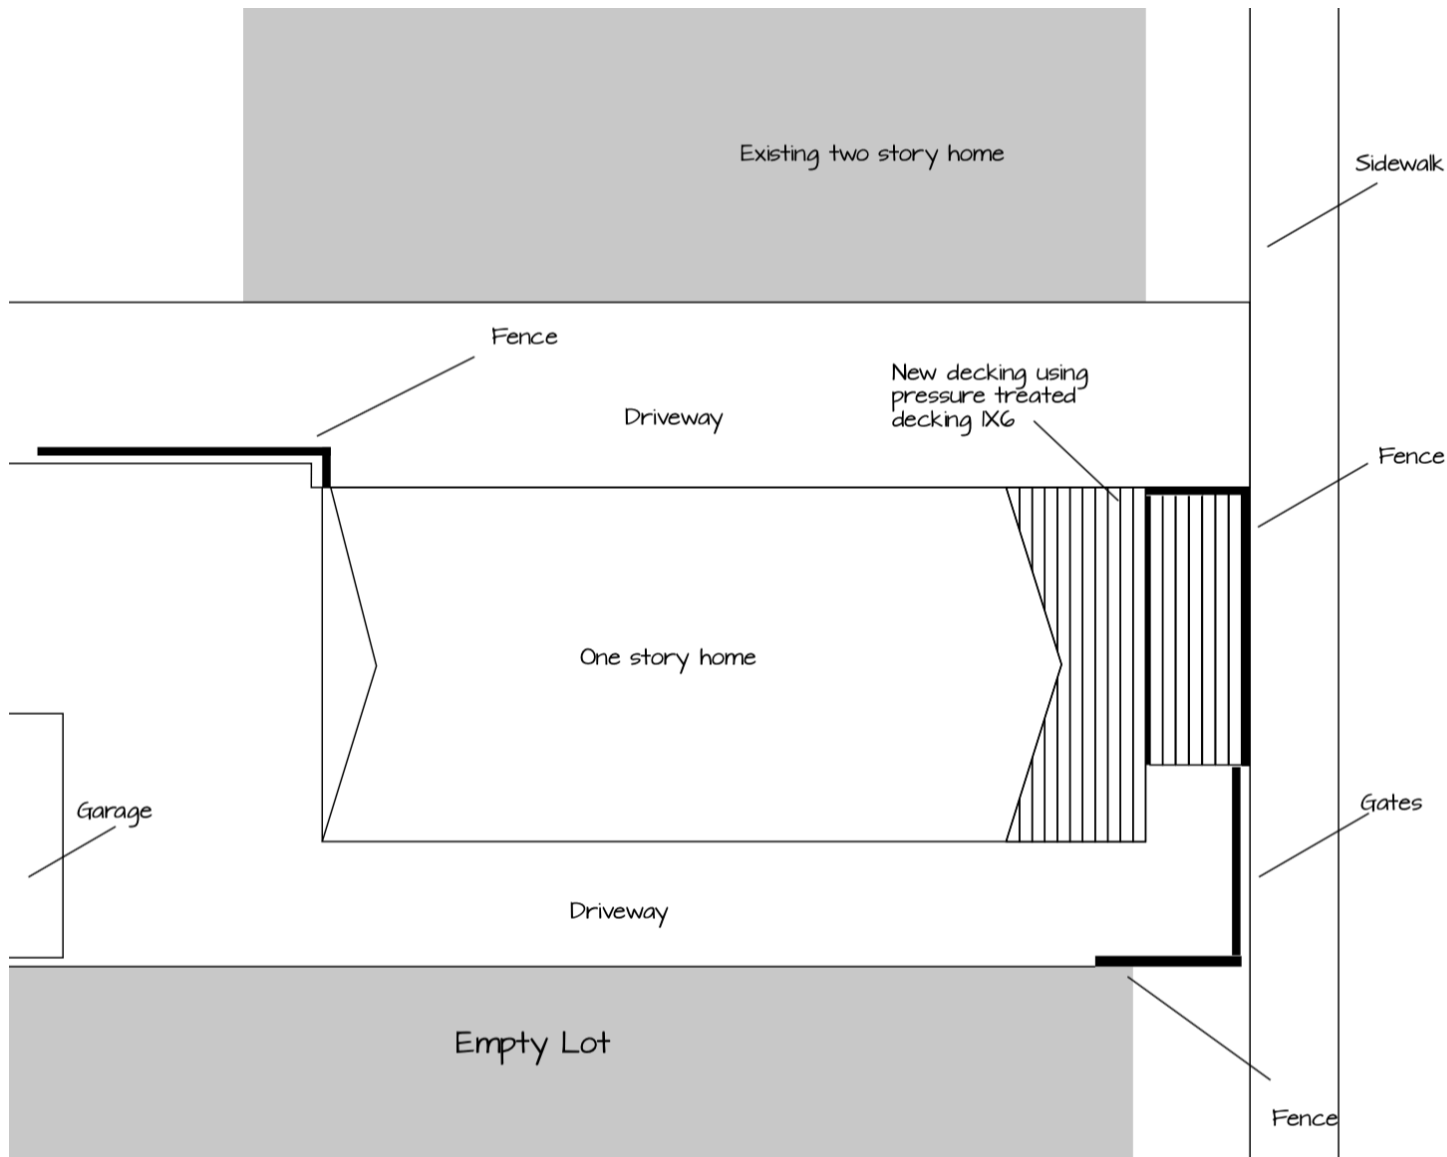 Existing two story home
Sidewalk
Fence
New decking using
pressure treated
decking 1X6
Driveway
Fence
One story home
Garage
Gates
Driveway
Empty Lot
Fence